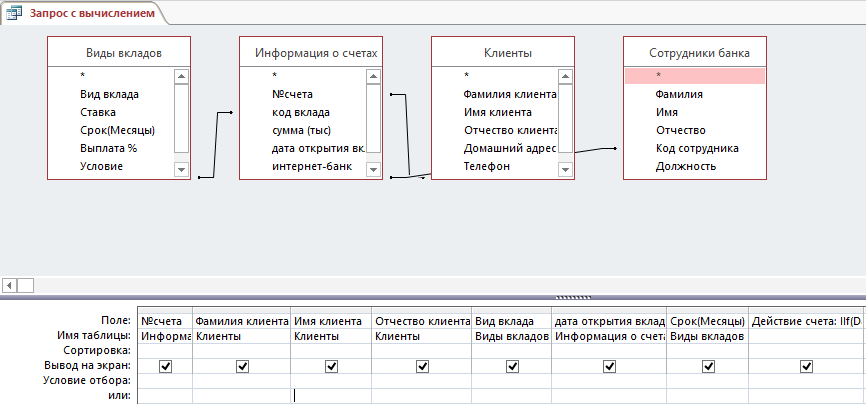 Запрос с вычислением
Виды вкладов
*
Вид вклада
Ставка
Срок(Месяцы)
Выплата %
Условие
Информация о счетах
*
№счета
код вклада
сумма (тыс)
дата открытия вк
интернет-банк
Клиенты
*
Фамилия клиента
Имя клиента
Отчество клиента
Домашний адрес
Телефон
Сотрудники банка
*
Фамилия
Имя
Отчество
Код сотрудника
Должность
Поле: №счета Фамилия клиента Имя клиента Отчество клиента Вид вклада дата открытия вклад Срок(Месяцы) Действие счета: IIf(D
Имя таблицы: Информа Клиенты Клиенты Клиенты Виды вкладов Информация о счета Виды вкладов
Сортировка:
Вывод на экран:
Условие отбора:
или: